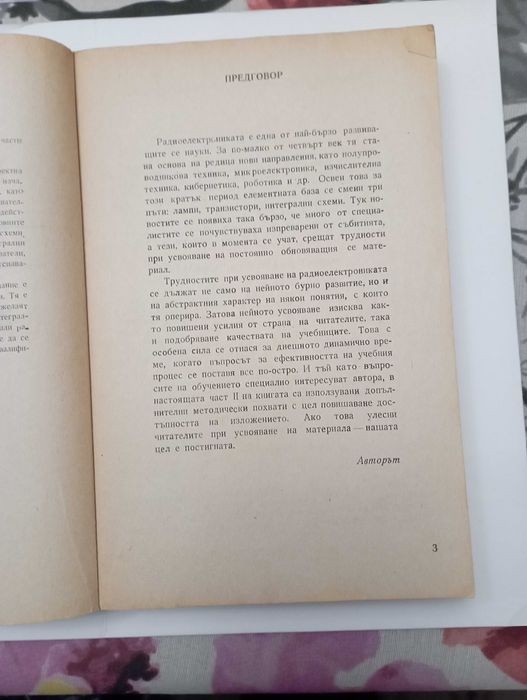 части
ектна
нача,
като
ватели,
ПРЕДГОВОР
Радиоелектрониката е една от най-бързо развива-
щите се науки. За по-малко от четвърт век тя ста-
на основа на редица нови направления, като полупро-
водникова техника, микроелектроника, изчислителна
техника, кибернетика, роботика и др. Освен това за
този кратък период елементната база се смени три
пъти: лампи, транзистори, интегрални схеми. Тук но-
востите се появиха така бързо, че много от специа-
листите се почувствуваха изпреварени от събитията,
а тези, които в момента се учат, срещат трудности
при усвояване на постоянно обновяващия се мате-
риал.
Трудностите при усвояване на радиоелектрониката
се дължат не само на нейното бурно развитие, но и
на абстрактния характер на някои понятия, с които
тя оперира. Затова нейното усвояване изисква как-
то повишени усилия от страна на читателите, така
и подобряване качествата на учебниците. Това с
особена сила се отнася за днешното динамично вре-
ме, когато въпросът за ефективността на учебния
процес се поставя все по-остро. И тъй като въпро-
сите на обучението специално интересуват автора, в
настоящата част II на книгата са използувани допъл-
нителни методически похвати с цел повишаване дос-
тъпността на изложението. Ако това улесни
читателите при усвояване на материала — нашата
цел е постигната.
Авторът
3